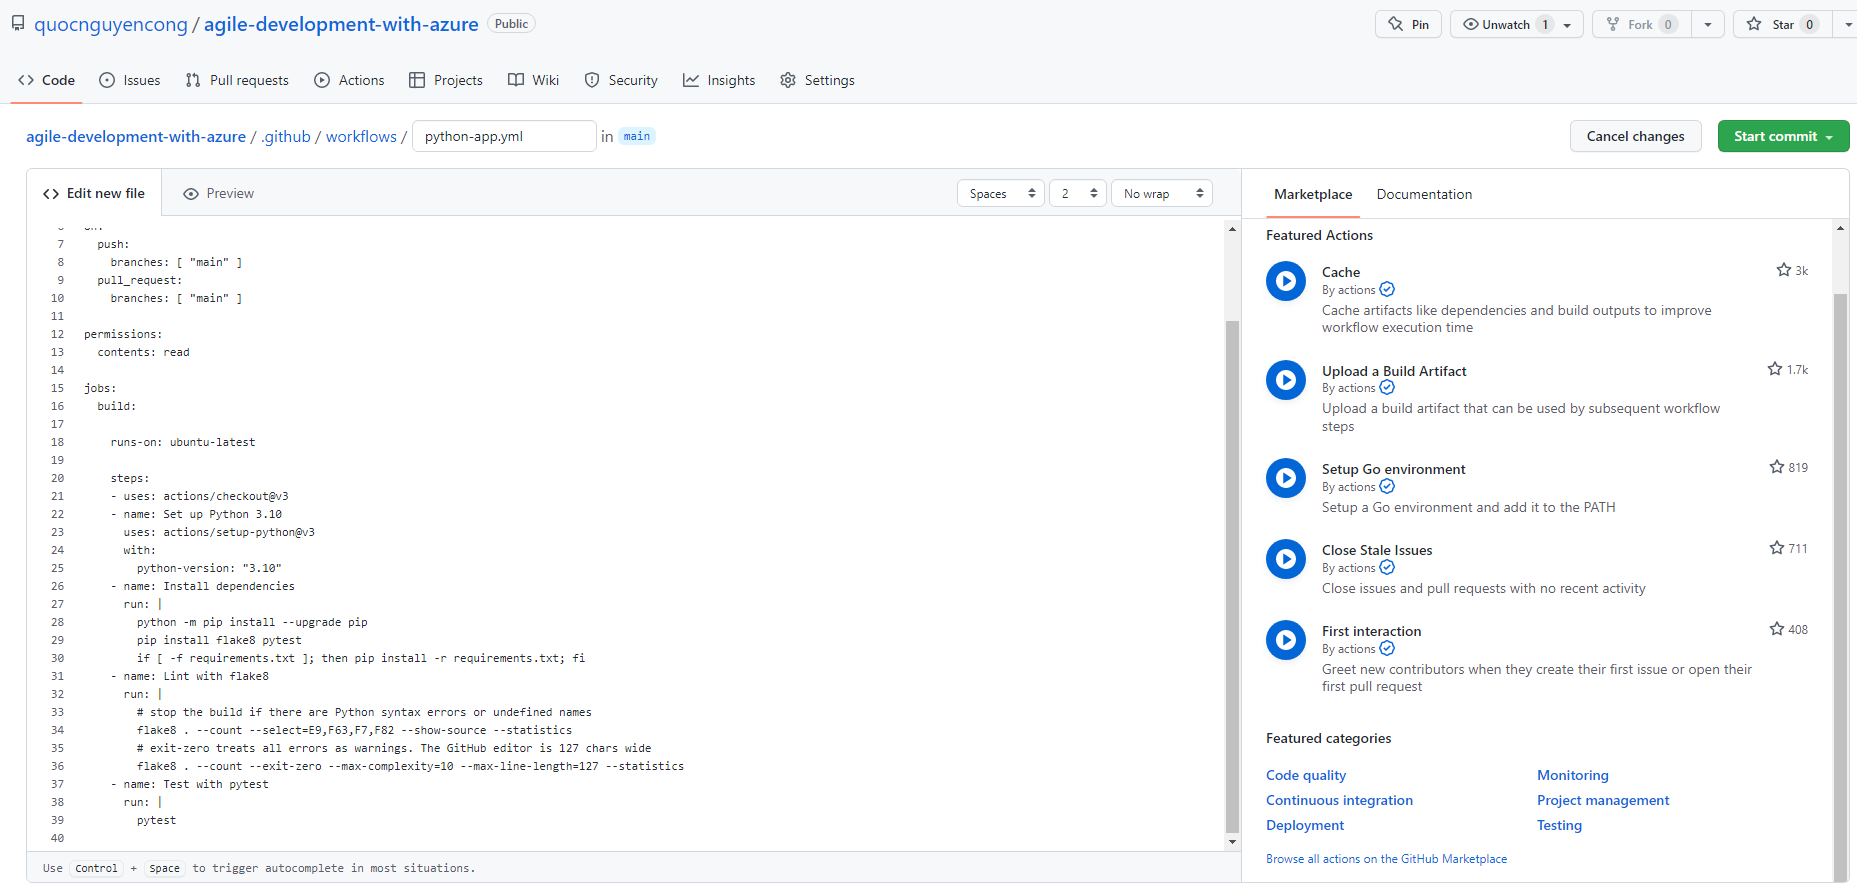 quocnguyencong / agile-development-with-azure Public
Pin
Unwatch 1
Fork 0
Star 0
Code
Issues
Pull requests
Actions
Projects
Wiki
Security
Insights
Settings
agile-development-with-azure / .github / workflows / python-app.yml in main
Cancel changes
Start commit
Edit new file
Preview
Spaces
2
No wrap
7 push:
8 branches: [ "main" ]
9 pull_request:
10 branches: [ "main" ]
11
12 permissions:
13 contents: read
14
15 jobs:
16 build:
17
18 runs-on: ubuntu-latest
19
20 steps:
21 - uses: actions/checkout@v3
22 - name: Set up Python 3.10
23 uses: actions/setup-python@v3
24 with:
25 python-version: "3.10"
26 - name: Install dependencies
27 run: |
28 python -m pip install --upgrade pip
29 pip install flake8 pytest
30 if [ -f requirements.txt ]; then pip install -r requirements.txt; fi
31 - name: Lint with flake8
32 run: |
33 # stop the build if there are Python syntax errors or undefined names
34 flake8 . --count --select=E9,F63,F7,F82 --show-source --statistics
35 # exit-zero treats all errors as warnings. The GitHub editor is 127 chars wide
36 flake8 . --count --exit-zero --max-complexity=10 --max-line-length=127 --statistics
37 - name: Test with pytest
38 run: |
39 pytest
40
Use Control + Space to trigger autocomplete in most situations.
Marketplace
Documentation
Featured Actions
Cache
3k
By actions
Cache artifacts like dependencies and build outputs to improve
workflow execution time
Upload a Build Artifact
1.7k
By actions
Upload a build artifact that can be used by subsequent workflow
steps
Setup Go environment
819
By actions
Setup a Go environment and add it to the PATH
Close Stale Issues
711
By actions
Close issues and pull requests with no recent activity
First interaction
408
By actions
Greet new contributors when they create their first issue or open their
first pull request
Featured categories
Code quality
Monitoring
Continuous integration
Project management
Deployment
Testing
Browse all actions on the GitHub Marketplace